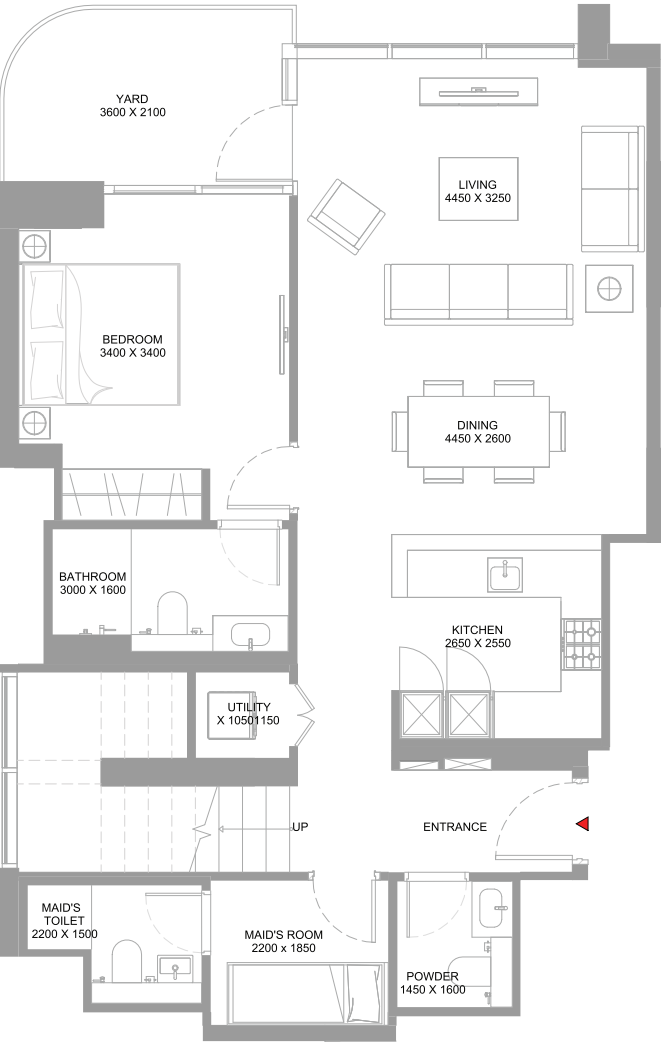 YARD
3600 X 2100
LIVING
4450 X 3250
BEDROOM
3400 X 3400
DINING
4450 X 2600
BATHROOM
3000 X 1600
KITCHEN
2650 X 2550
UTILITY
X 10501150
UP
ENTRANCE
MAID'S
TOILET
2200 X 1500
MAID'S ROOM
2200 x 1850
POWDER
1450 X 1600